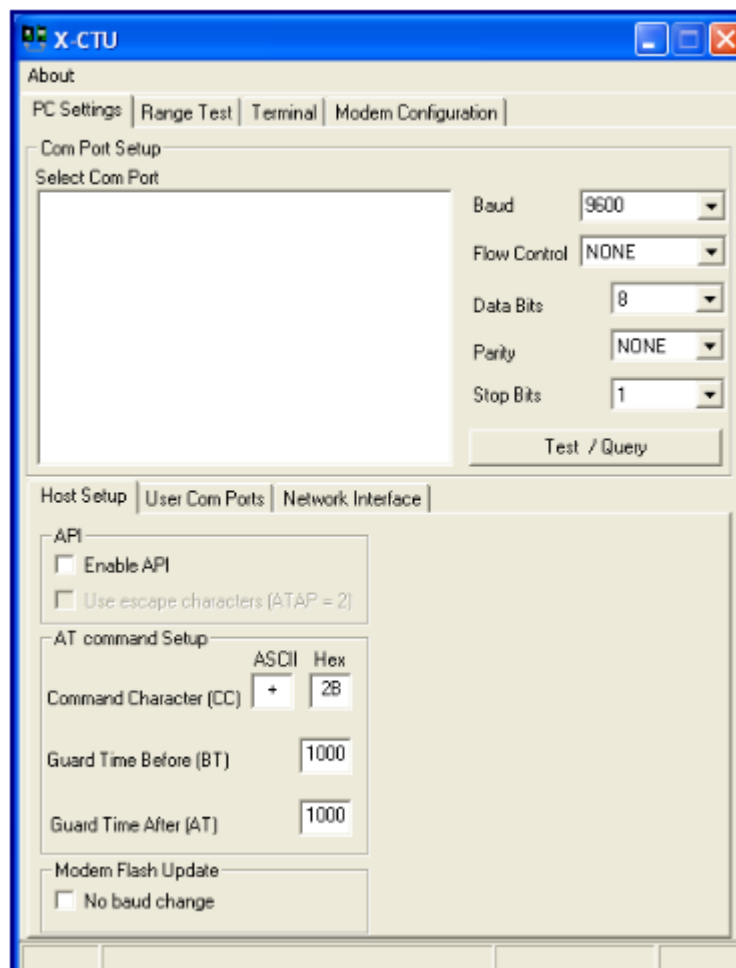 X-CTU
About
PC Settings Range Test Terminal Modem Configuration
Com Port Setup
Select Com Port
Baud 9600
Flow Control NONE
Data Bits 8
Parity NONE
Stop Bits 1
Test / Query
Host Setup User Com Ports Network Interface
API
Enable API
Use escape characters (ATAP = 2)
AT command Setup
ASCII Hex
Command Character (CC) + 2B
Guard Time Before (BT) 1000
Guard Time After (AT) 1000
Modem Flash Update
No baud change